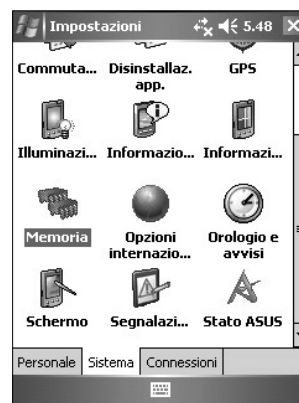 Impostazioni 5.48
Commuta... Disinstallaz. GPS
app.
Illuminazi... Informazio... Informazi...
Memoria Opzioni Orologio e
internazio... avvisi
Schermo Segnalazi... Stato ASUS
Personale Sistema Connessioni